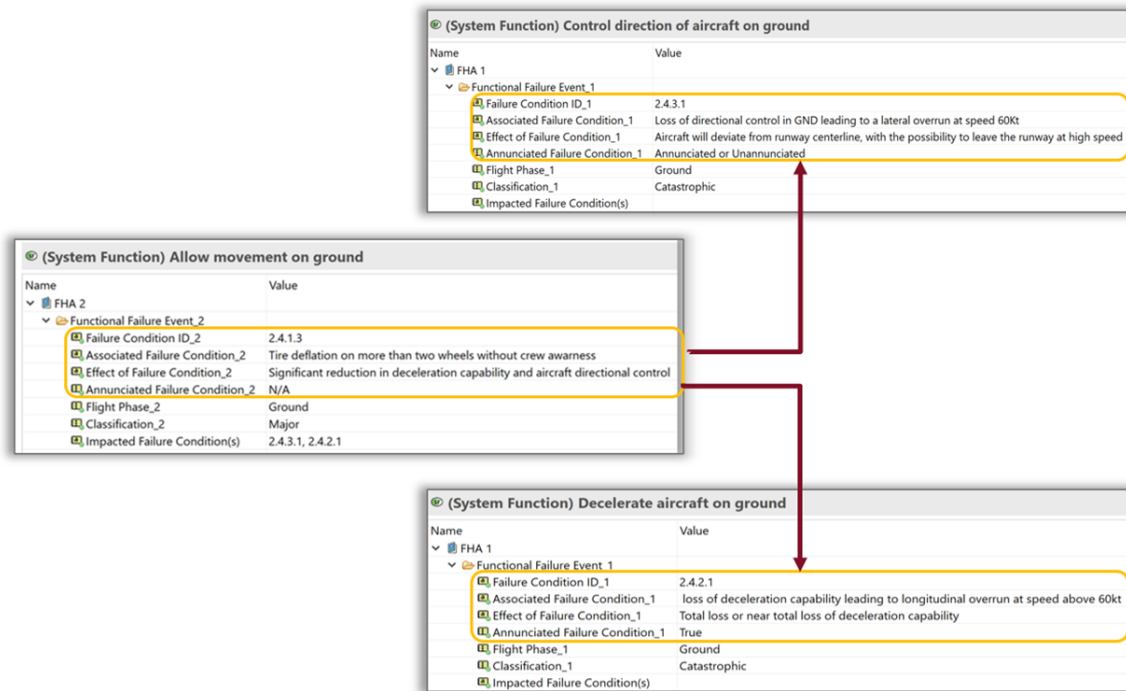 (System Function) Control direction of aircraft on ground
Name Value
FHA 1
Functional Failure Event_1
Failure Condition ID_1 2.4.3.1
Associated Failure Condition_1 Loss of directional control in GND leading to a lateral overrun at speed 60Kt
Effect of Failure Condition_1 Aircraft will deviate from runway centerline, with the possibility to leave the runway at high speed
Annunciated Failure Condition_1 Annunciated or Unannunciated
Flight Phase_1 Ground
Classification_1 Catastrophic
Impacted Failure Condition(s)
(System Function) Allow movement on ground
Name Value
FHA 2
Functional Failure Event_2
Failure Condition ID_2 2.4.1.3
Associated Failure Condition_2 Tire deflation on more than two wheels without crew awarness
Effect of Failure Condition_2 Significant reduction in deceleration capability and aircraft directional control
Annunciated Failure Condition_2 N/A
Flight Phase_2 Ground
Classification_2 Major
Impacted Failure Condition(s) 2.4.3.1, 2.4.2.1
(System Function) Decelerate aircraft on ground
Name Value
FHA 1
Functional Failure Event_1
Failure Condition ID_1 2.4.2.1
Associated Failure Condition_1 loss of deceleration capability leading to longitudinal overrun at speed above 60kt
Effect of Failure Condition_1 Total loss or near total loss of deceleration capability
Annunciated Failure Condition_1 True
Flight Phase_1 Ground
Classification_1 Catastrophic
Impacted Failure Condition(s)